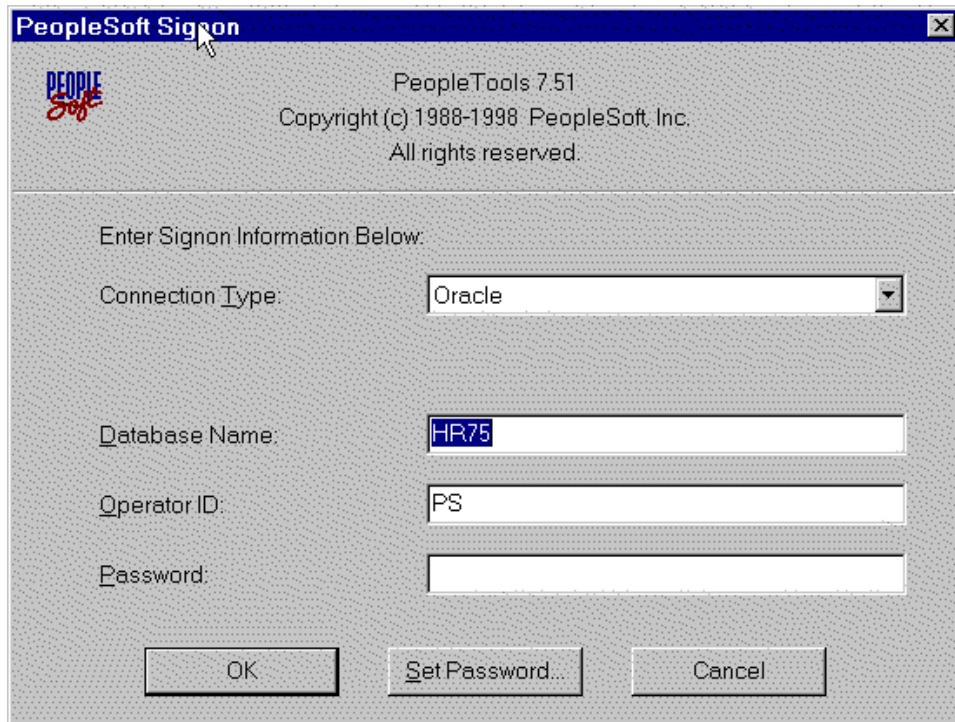 PeopleSoft Signon
PEOPLE
Soft
PeopleTools 7.51
Copyright (c) 1988-1998 PeopleSoft, Inc.
All rights reserved.
Enter Signon Information Below:
Connection Type: Oracle
Database Name: HR75
Operator ID: PS
Password:
OK Set Password... Cancel